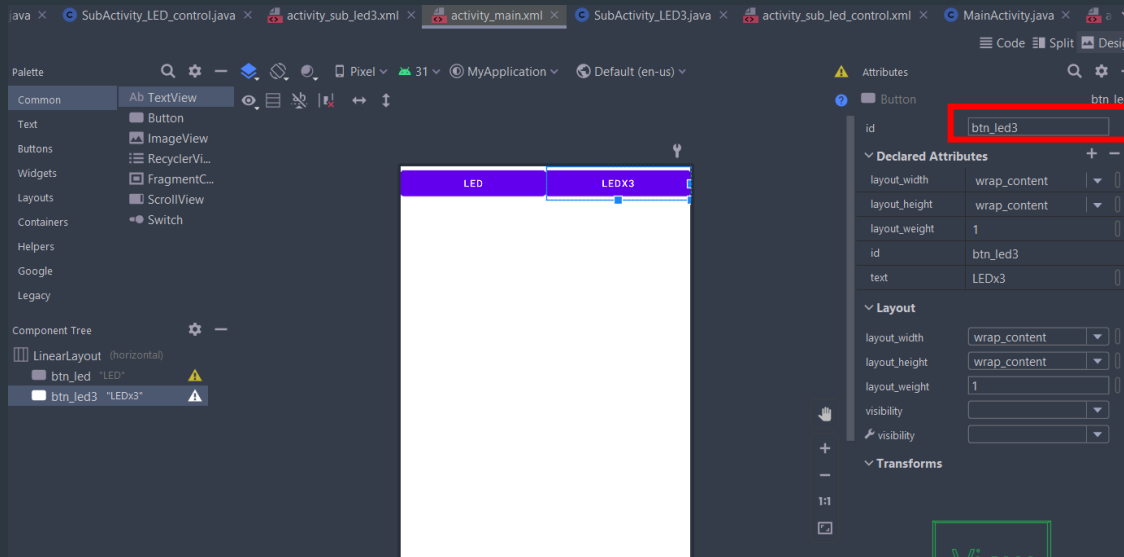 java
SubActivity_LED_control.java
activity_sub_led3.xml
activity_main.xml
SubActivity_LED3.java
activity_sub_led_control.xml
MainActivity.java
a
Code
Split
Desig
Palette
Pixel
31
MyApplication
Default (en-us)
Common
Text
Buttons
Widgets
Layouts
Containers
Helpers
Google
Legacy
Ab TextView
Button
ImageView
RecyclerVi...
FragmentC...
ScrollView
Switch
LED
LEDX3
Component Tree
LinearLayout (horizontal)
btn_led "LED"
btn_led3 "LEDx3"
1:1
Attributes
Button
btn_le
id
btn_led3
Declared Attributes
layout_width wrap_content
layout_height wrap_content
layout_weight 1
id btn_led3
text LEDx3
Layout
layout_width wrap_content
layout_height wrap_content
layout_weight 1
visibility
visibility
Transforms